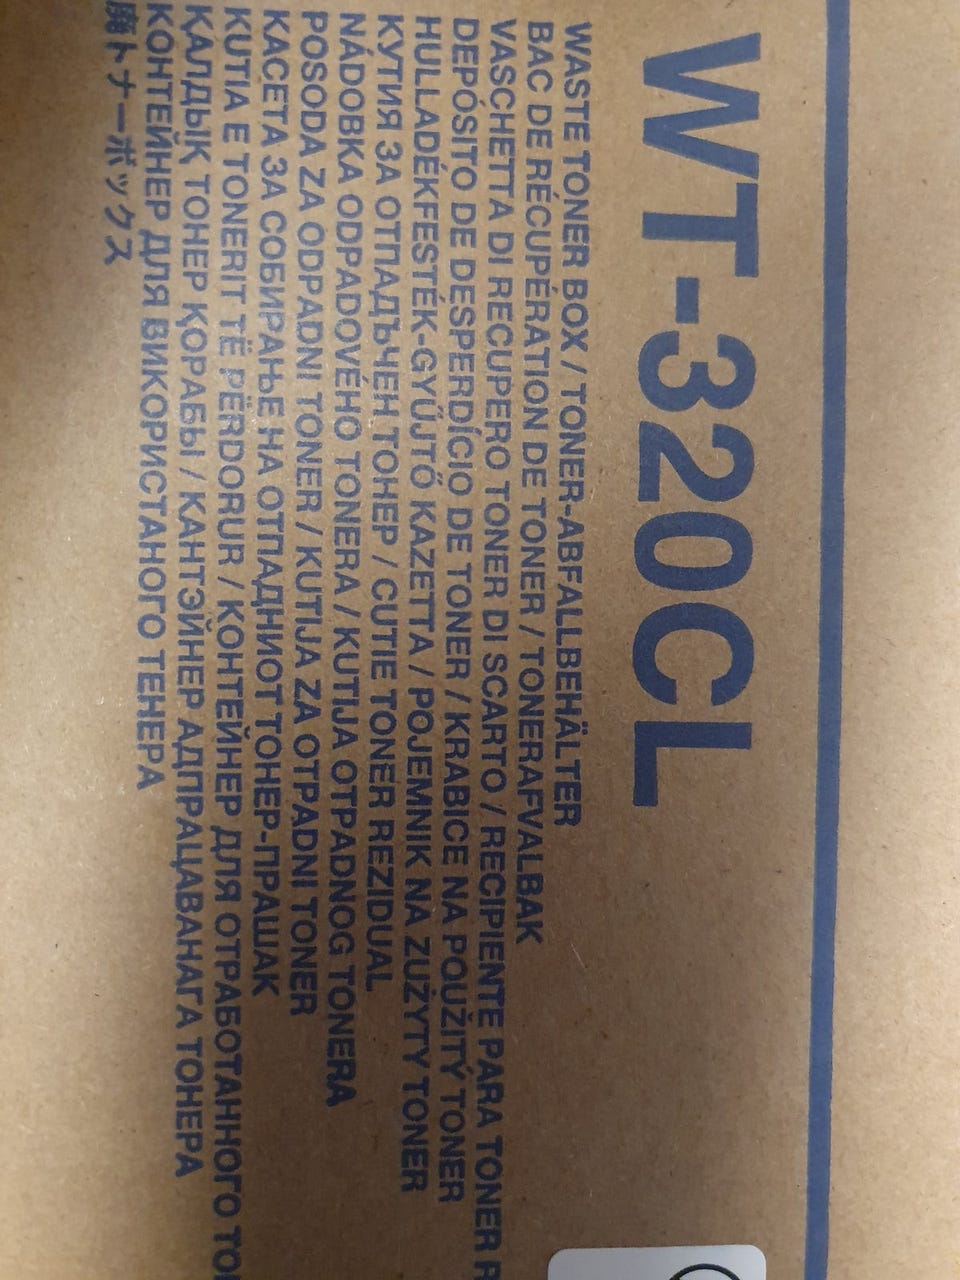 WT-320CL
WASTE TONER BOX / TONER-ABFALLBEHÄLTER
BAC DE RÉCUPÉRATION DE TONER / TONERAFVALBAK
VASCHETTA DI RECUPERO TONER DI SCARTO / RECIPIENTE PARA TONER
DEPÓSITO DE DESPERDÍCIO DE TONER / KRABICE NA POUŽITÝ TONER
HULLADÉKFESTÉK-GYŰJTŐ KAZETTA / POJEMNIK NA ZUŻYTY TONER
КУТИЯ ЗА ОТПАДЪЧЕН ТОНЕР / CUTIE TONER REZIDUAL
NÁDOBKA ODPADOVÉHO TONERA / KUTIJA OTPADNOG TONERA
POSODA ZA ODPADNI TONER / KUTIJA ZA OTPADNI TONER
КАСЕТА ЗА СОБИРАЊЕ НА ОТПАДНИОТ ТОНЕР-ПРАШАК
KUTIA E TONERIT TË PËRDORUR / КОНТЕЙНЕР ДЛЯ ОТРАБОТАННОГО
ҚАЛДЫҚ ТОНЕР ҚОРАБЫ / КАНТЭЙНЕР АДПРАЦАВАНАГА ТОНЕРА
КОНТЕЙНЕР ДЛЯ ВИКОРИСТАНОГО ТЕНЕРА
廃トナーボックス